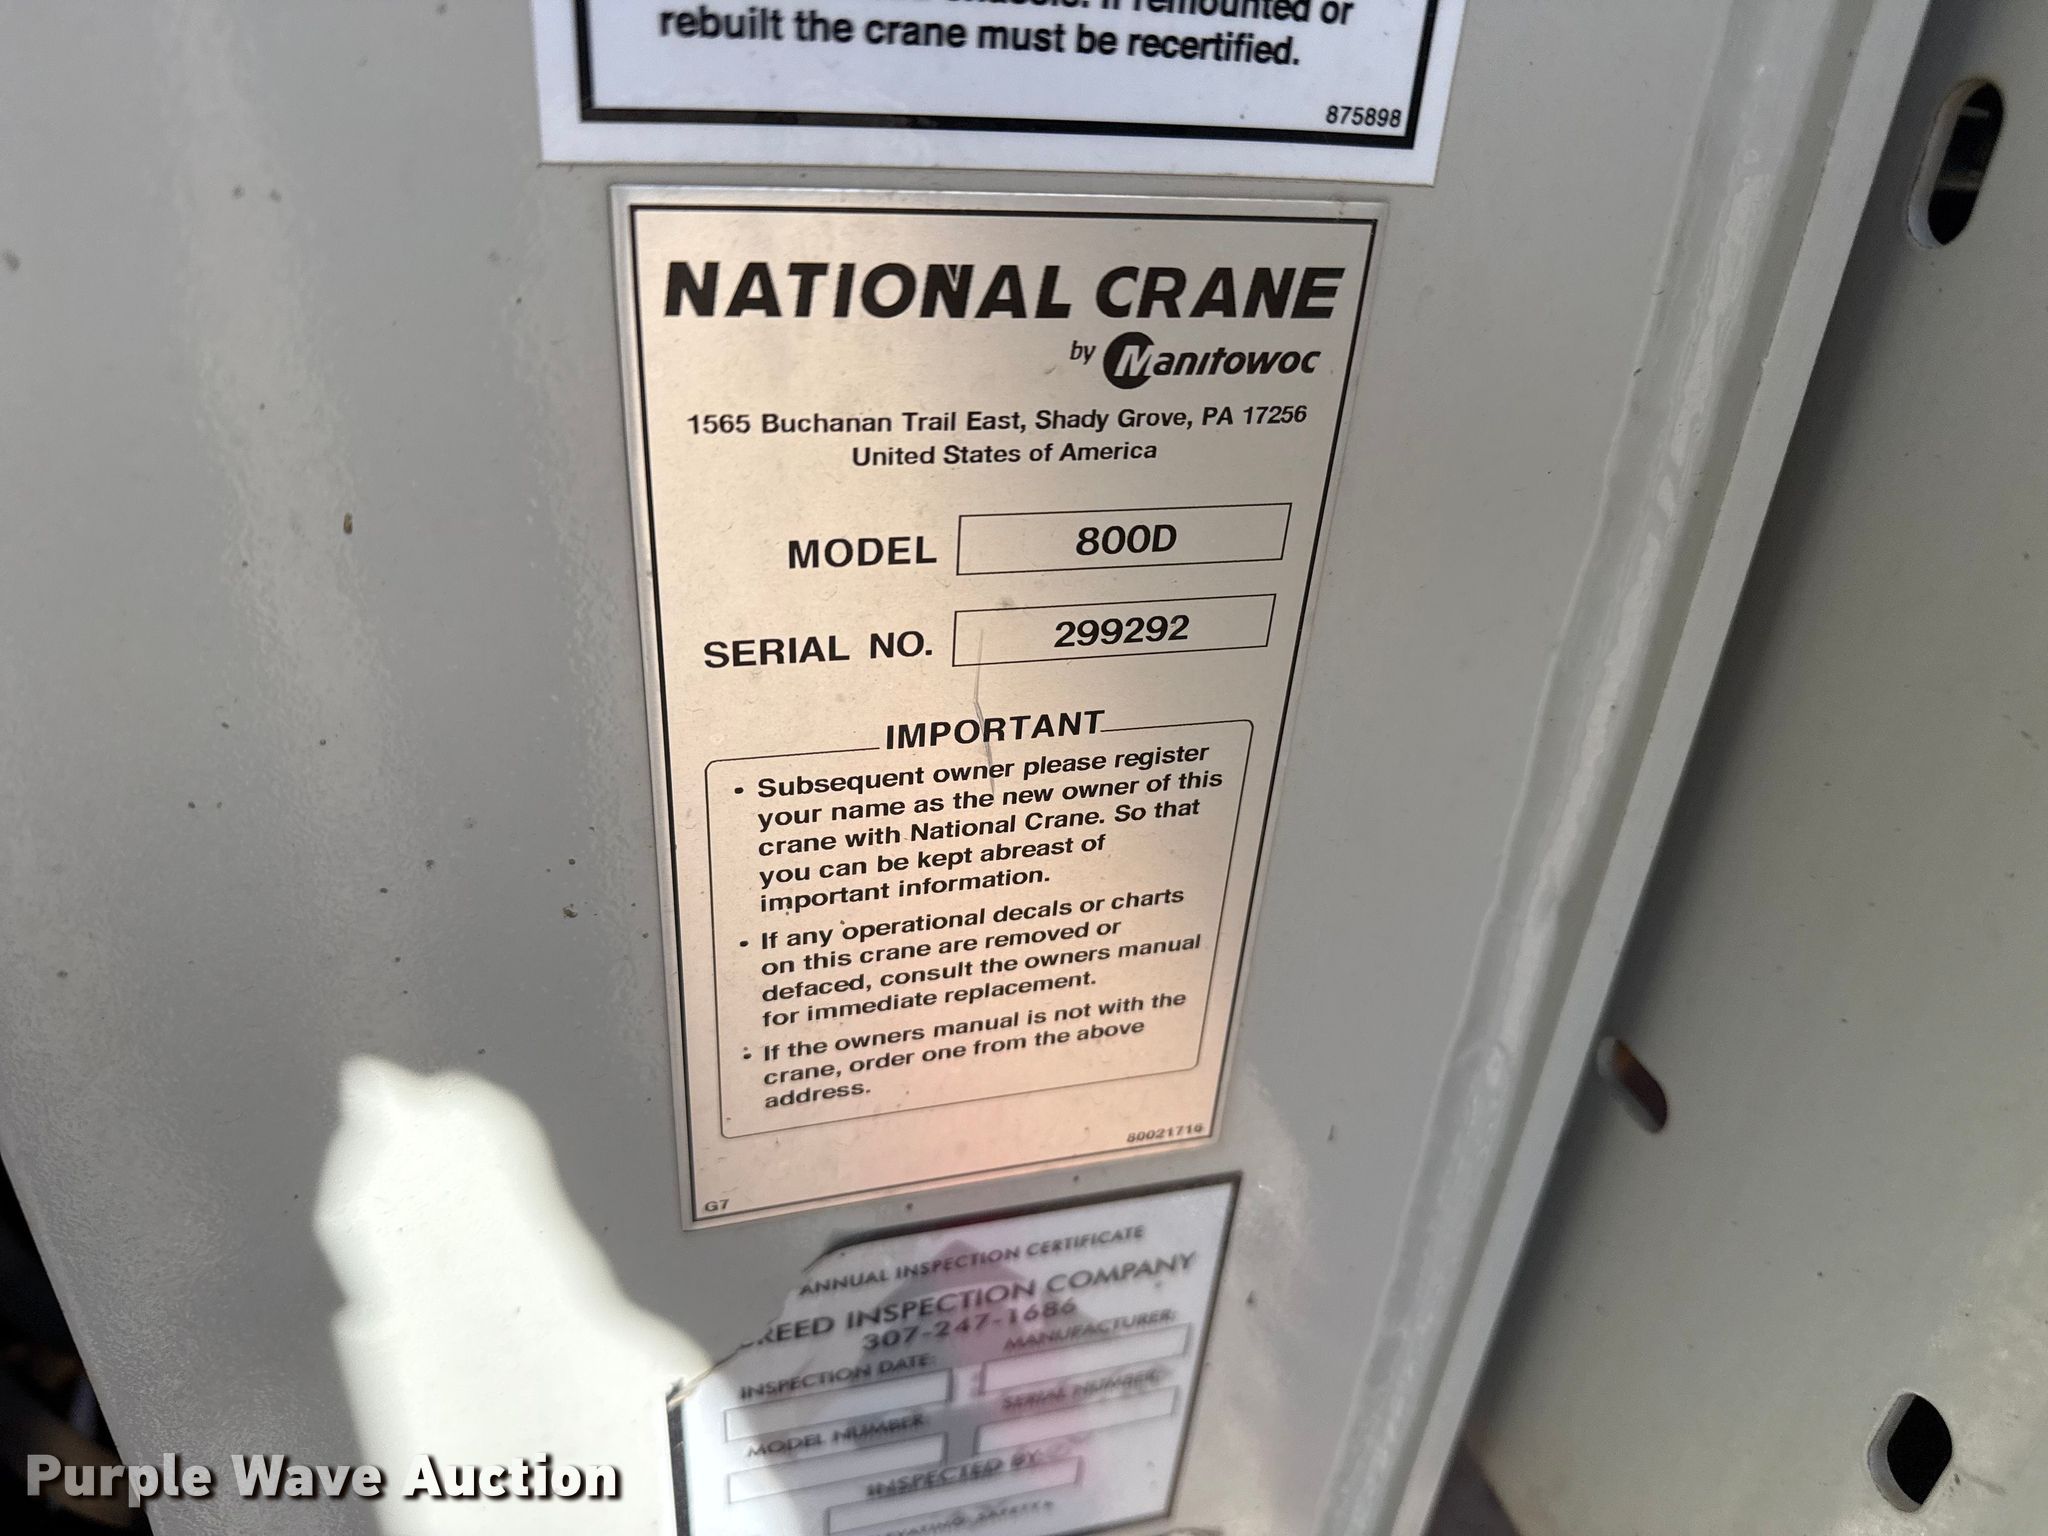 If remounted or
rebuilt the crane must be recertified.
875898
NATIONAL CRANE
by Manitowoc
1565 Buchanan Trail East, Shady Grove, PA 17256
United States of America
MODEL 800D
SERIAL NO. 299292
IMPORTANT
• Subsequent owner please register
your name as the new owner of this
crane with National Crane. So that
you can be kept abreast of
important information.
• If any operational decals or charts
on this crane are removed or
defaced, consult the owners manual
for immediate replacement.
• If the owners manual is not with the
crane, order one from the above
address.
80021716
G7
ANNUAL INSPECTION CERTIFICATE
INSPECTION COMPANY
307-247-1686
INSPECTION DATE: MANUFACTURER:
MODEL NUMBER: SERIAL NUMBER:
INSPECTED BY:
Purple Wave Auction